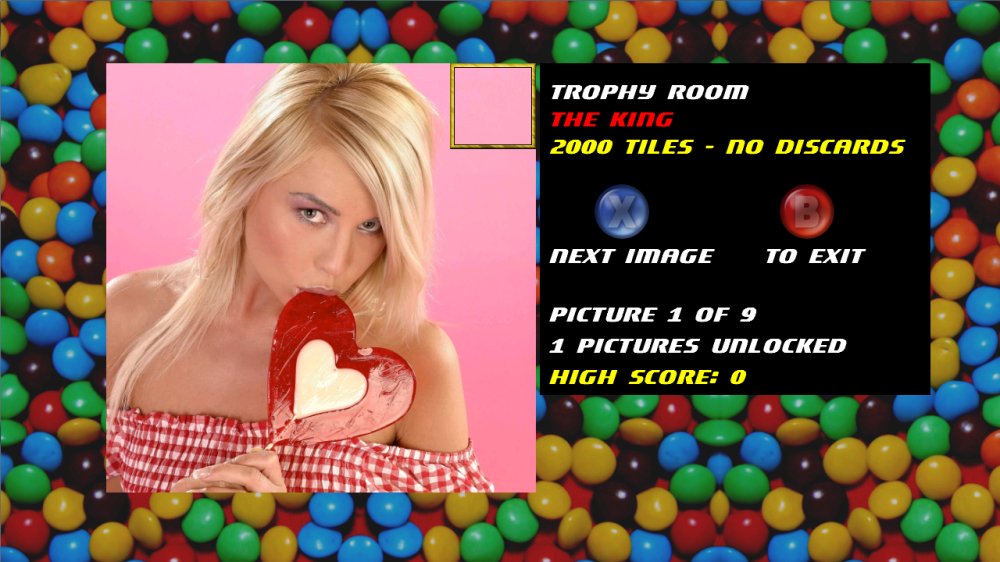 TROPHY ROOM
THE KING
2000 TILES - NO DISCARDS
X B
NEXT IMAGE TO EXIT
PICTURE 1 OF 9
1 PICTURES UNLOCKED
HIGH SCORE: 0